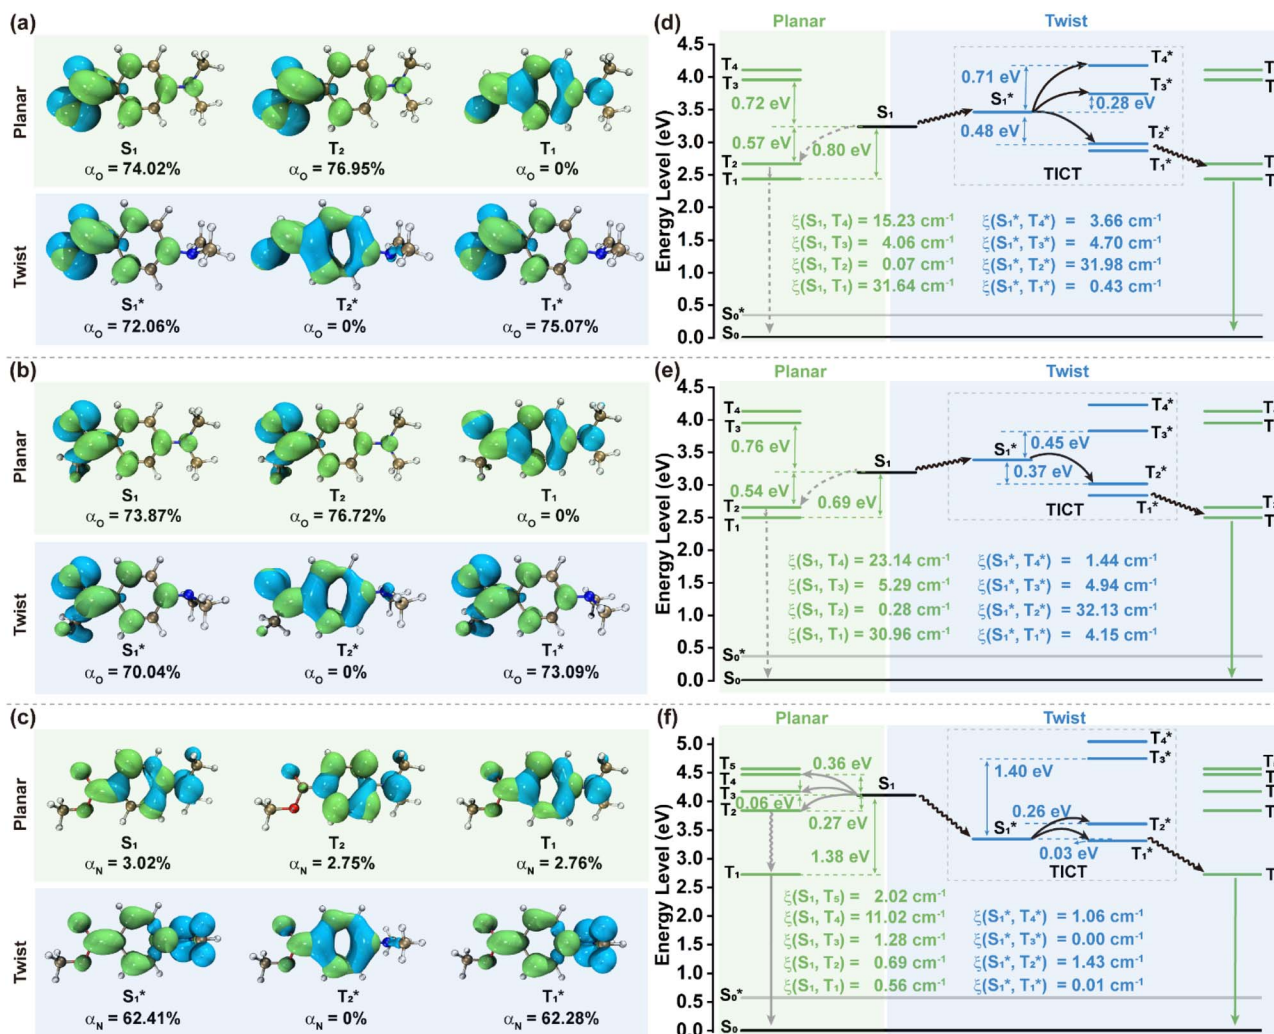 (a)
Planar
S₁
T₂
T₁
α_O = 74.02%
α_O = 76.95%
α_O = 0%
Twist
S₁*
T₂*
T₁*
α_O = 72.06%
α_O = 0%
α_O = 75.07%
(d)
Planar
Twist
Energy Level (eV)
4.5
4.0
3.5
3.0
2.5
2.0
1.5
1.0
0.5
0.0
T₄
T₃
0.72 eV
0.57 eV
T₂
T₁
S₁
0.80 eV
0.71 eV
S₁*
0.48 eV
T₄*
T₃*
0.28 eV
T₂*
T₁*
TICT
T
T
T
T
ξ(S₁, T₄) = 15.23 cm⁻¹
ξ(S₁, T₃) = 4.06 cm⁻¹
ξ(S₁, T₂) = 0.07 cm⁻¹
ξ(S₁, T₁) = 31.64 cm⁻¹
ξ(S₁*, T₄*) = 3.66 cm⁻¹
ξ(S₁*, T₃*) = 4.70 cm⁻¹
ξ(S₁*, T₂*) = 31.98 cm⁻¹
ξ(S₁*, T₁*) = 0.43 cm⁻¹
S₀*
S₀
(b)
Planar
S₁
T₂
T₁
α_O = 73.87%
α_O = 76.72%
α_O = 0%
Twist
S₁*
T₂*
T₁*
α_O = 70.04%
α_O = 0%
α_O = 73.09%
(e)
Planar
Twist
Energy Level (eV)
4.5
4.0
3.5
3.0
2.5
2.0
1.5
1.0
0.5
0.0
T₄
T₃
0.76 eV
0.54 eV
T₂
T₁
S₁
0.69 eV
S₁*
0.45 eV
0.37 eV
T₄*
T₃*
T₂*
T₁*
TICT
T
T
T
ξ(S₁, T₄) = 23.14 cm⁻¹
ξ(S₁, T₃) = 5.29 cm⁻¹
ξ(S₁, T₂) = 0.28 cm⁻¹
ξ(S₁, T₁) = 30.96 cm⁻¹
ξ(S₁*, T₄*) = 1.44 cm⁻¹
ξ(S₁*, T₃*) = 4.94 cm⁻¹
ξ(S₁*, T₂*) = 32.13 cm⁻¹
ξ(S₁*, T₁*) = 4.15 cm⁻¹
S₀*
S₀
(c)
Planar
S₁
T₂
T₁
α_N = 3.02%
α_N = 2.75%
α_N = 2.76%
Twist
S₁*
T₂*
T₁*
α_N = 62.41%
α_N = 0%
α_N = 62.28%
(f)
Planar
Twist
Energy Level (eV)
5.0
4.5
4.0
3.5
3.0
2.5
2.0
1.5
1.0
0.5
0.0
T₅
T₄
T₃
T₂
T₁
0.36 eV
0.06 eV
0.27 eV
1.38 eV
S₁
S₁*
1.40 eV
0.26 eV
0.03 eV
T₄*
T₃*
T₂*
T₁*
TICT
T
T
T
T
ξ(S₁, T₅) = 2.02 cm⁻¹
ξ(S₁, T₄) = 11.02 cm⁻¹
ξ(S₁, T₃) = 1.28 cm⁻¹
ξ(S₁, T₂) = 0.69 cm⁻¹
ξ(S₁, T₁) = 0.56 cm⁻¹
ξ(S₁*, T₄*) = 1.06 cm⁻¹
ξ(S₁*, T₃*) = 0.00 cm⁻¹
ξ(S₁*, T₂*) = 1.43 cm⁻¹
ξ(S₁*, T₁*) = 0.01 cm⁻¹
S₀*
S₀